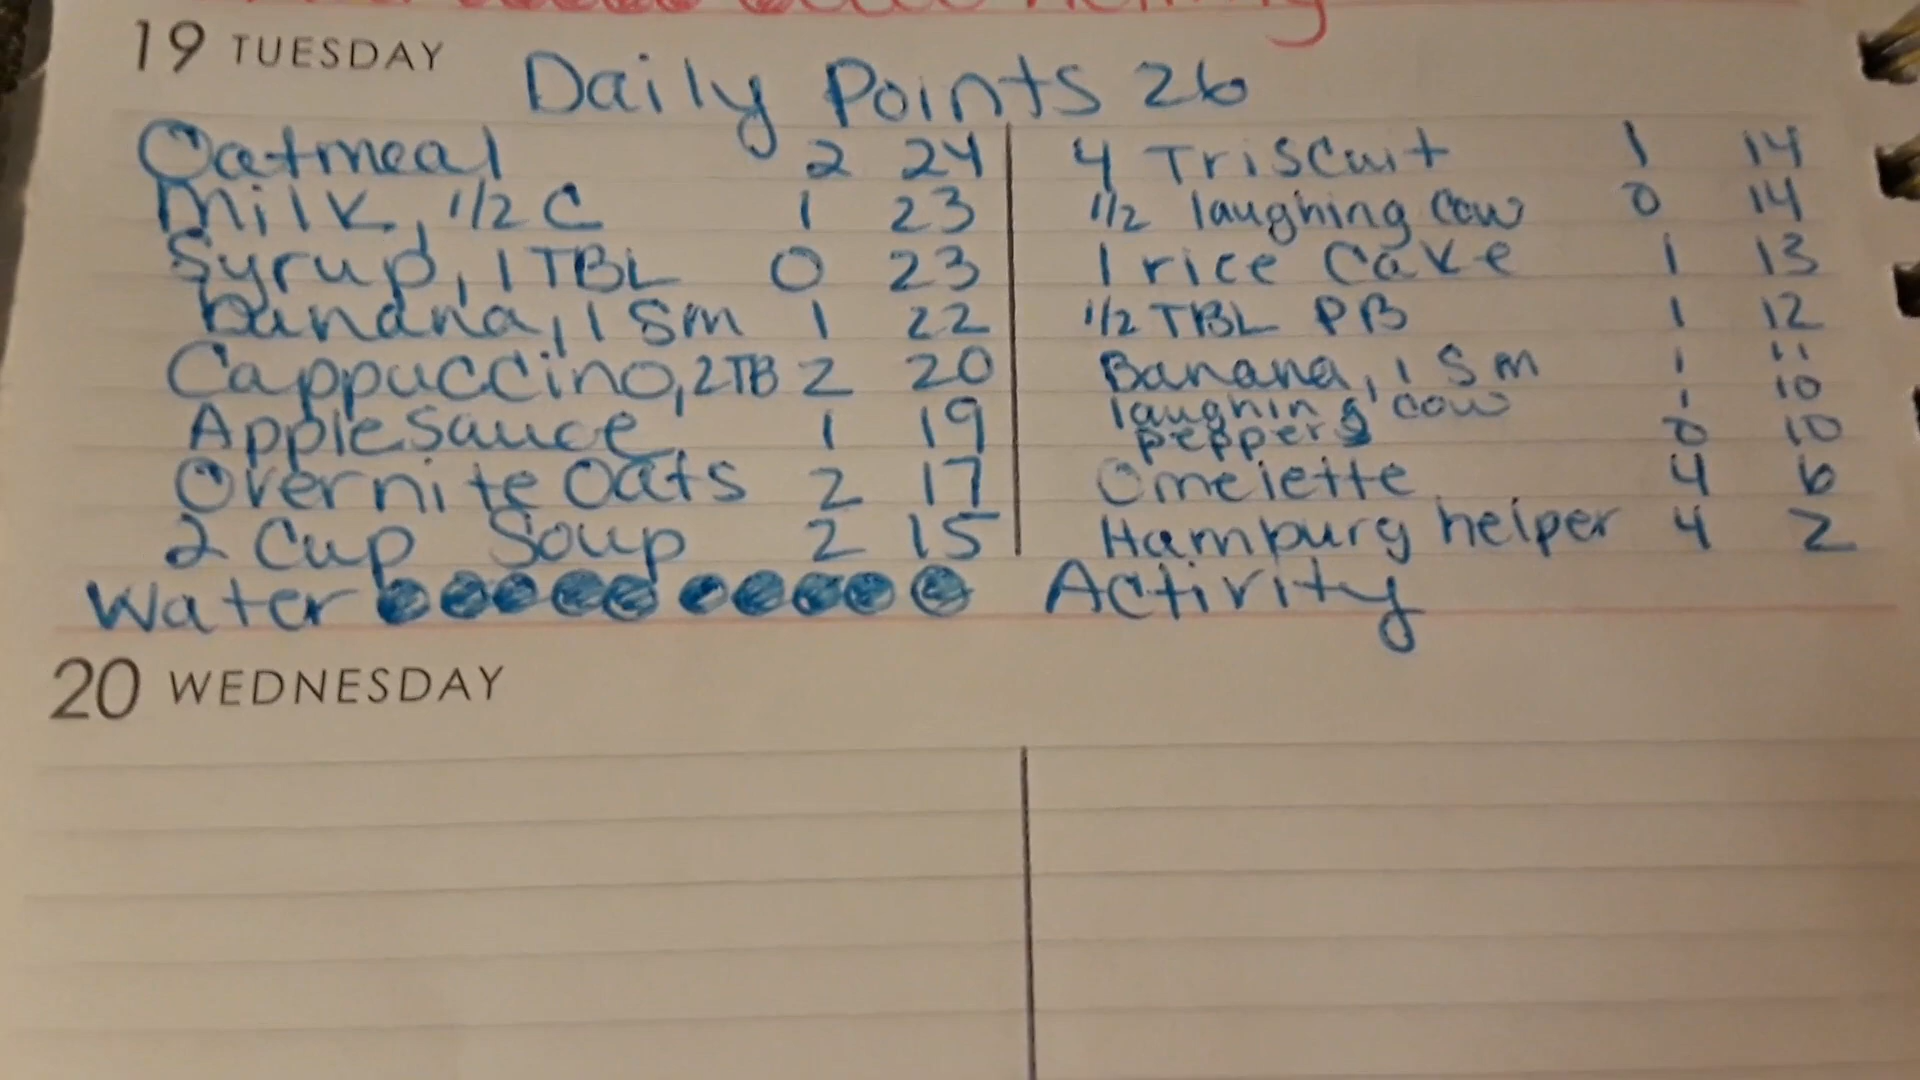 helping
19 TUESDAY
Daily Points 26
Oatmeal 2 24
Milk, 1/2 C 1 23
Syrup, 1 TBL 0 23
banana, 1 Sm 1 22
Cappuccino, 2TB 2 20
Applesauce 1 19
Overnite Oats 2 17
2 Cup Soup 2 15
4 Triscuit 1 14
1/2 laughing cow 0 14
1 rice Cake 1 13
1/2 TBL PB 1 12
Banana, 1 Sm 1 11
laughing cow 1 10
peppers 0 10
Omelette 4 6
Hamburg helper 4 2
Water
Activity
20 WEDNESDAY